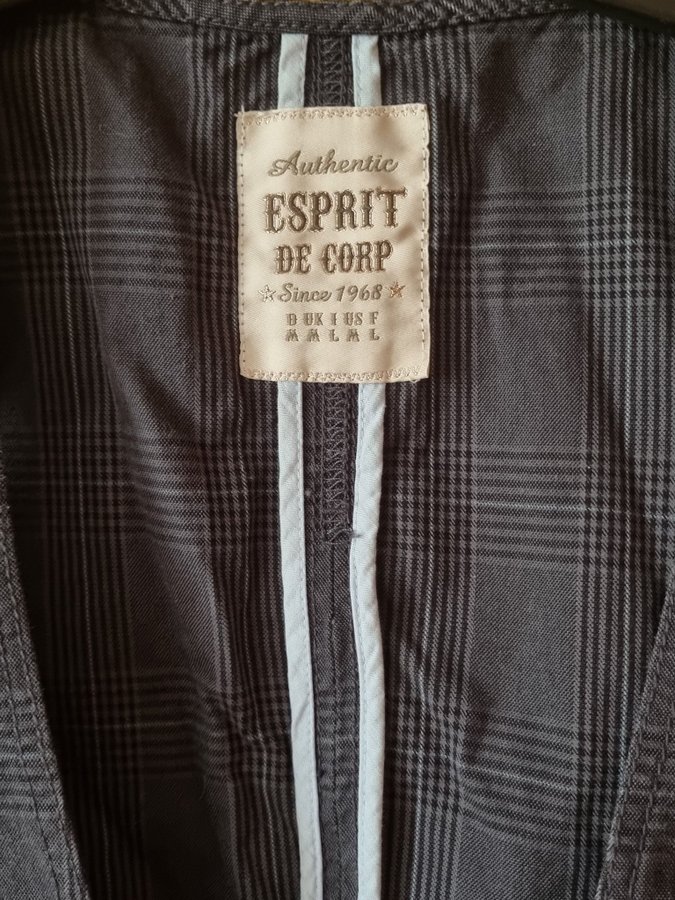 Authentic
ESPRIT
DE CORP
Since 1968
D UK I US F
M M L M L